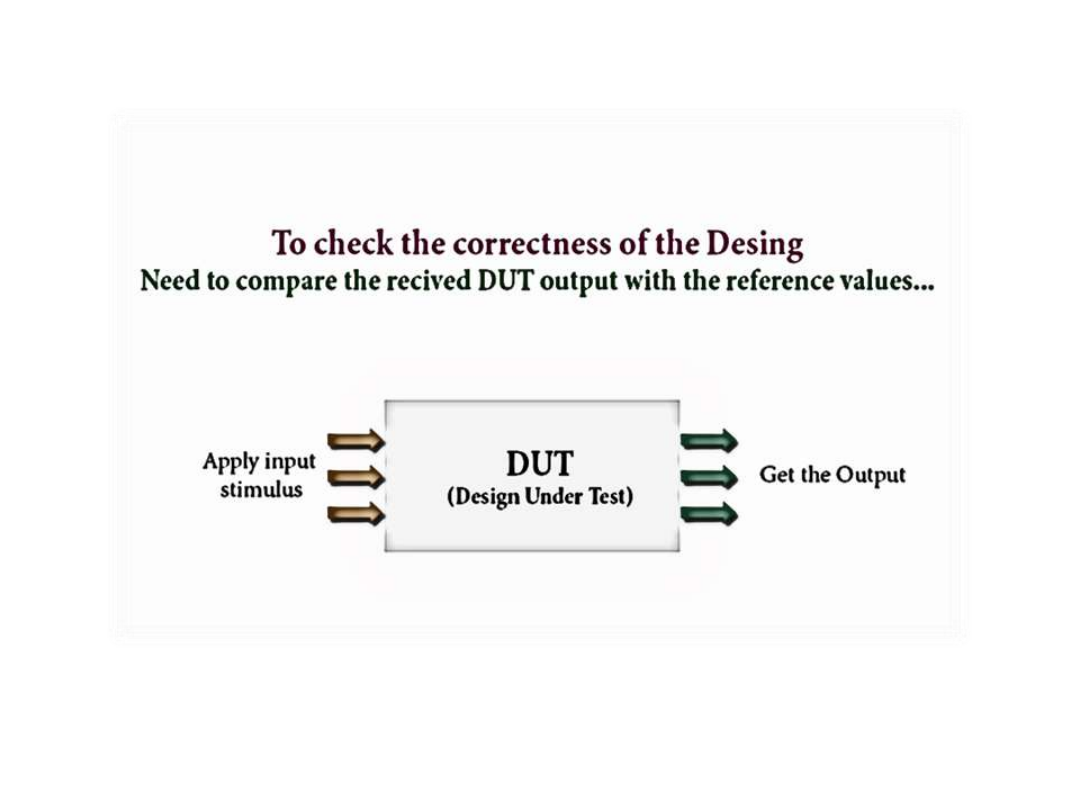 To check the correctness of the Desing
Need to compare the recived DUT output with the reference values...
Apply input
stimulus
DUT
(Design Under Test)
Get the Output